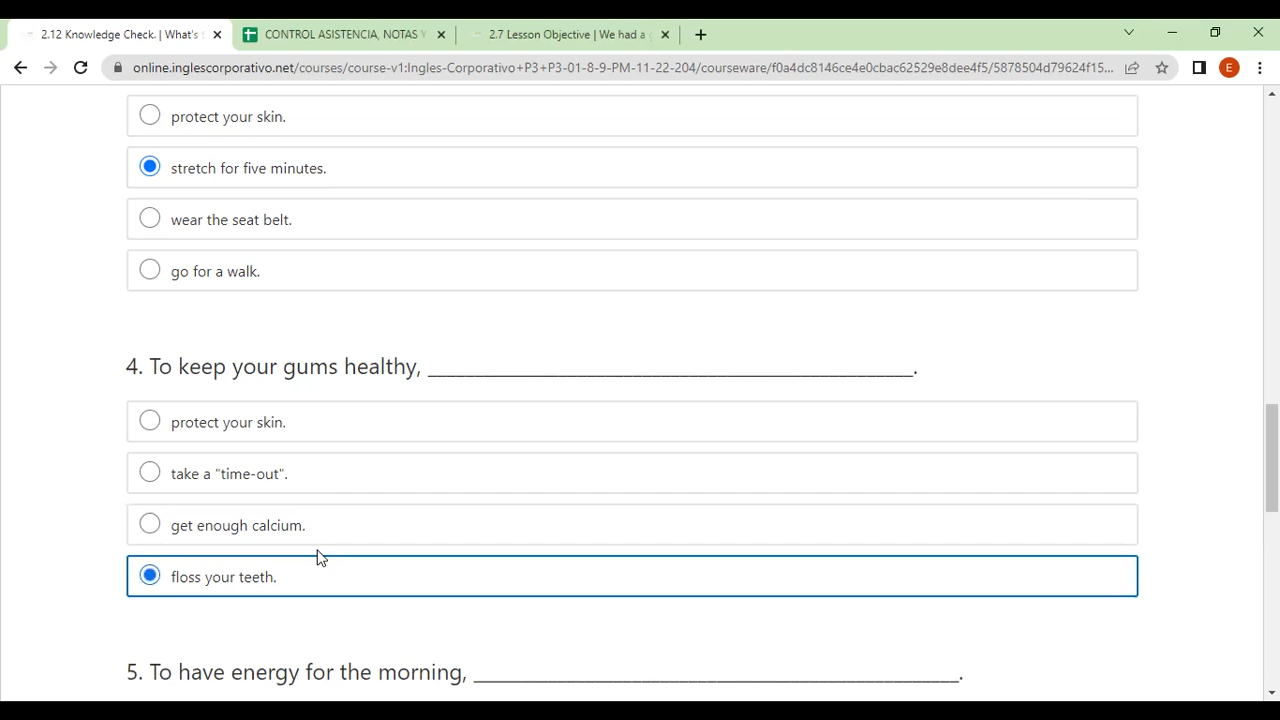 2.12 Knowledge Check. | What's
CONTROL ASISTENCIA, NOTAS
2.7 Lesson Objective | We had a
online.inglescorporativo.net/courses/course-v1:Ingles-Corporativo+P3+P3-01-8-9-PM-11-22-204/courseware/f0a4dc8146ce4e0cbac62529e8dee4f5/5878504d79624f15...
E
protect your skin.
stretch for five minutes.
wear the seat belt.
go for a walk.
4. To keep your gums healthy, ________________________________________.
protect your skin.
take a "time-out".
get enough calcium.
floss your teeth.
5. To have energy for the morning, ________________________________________.